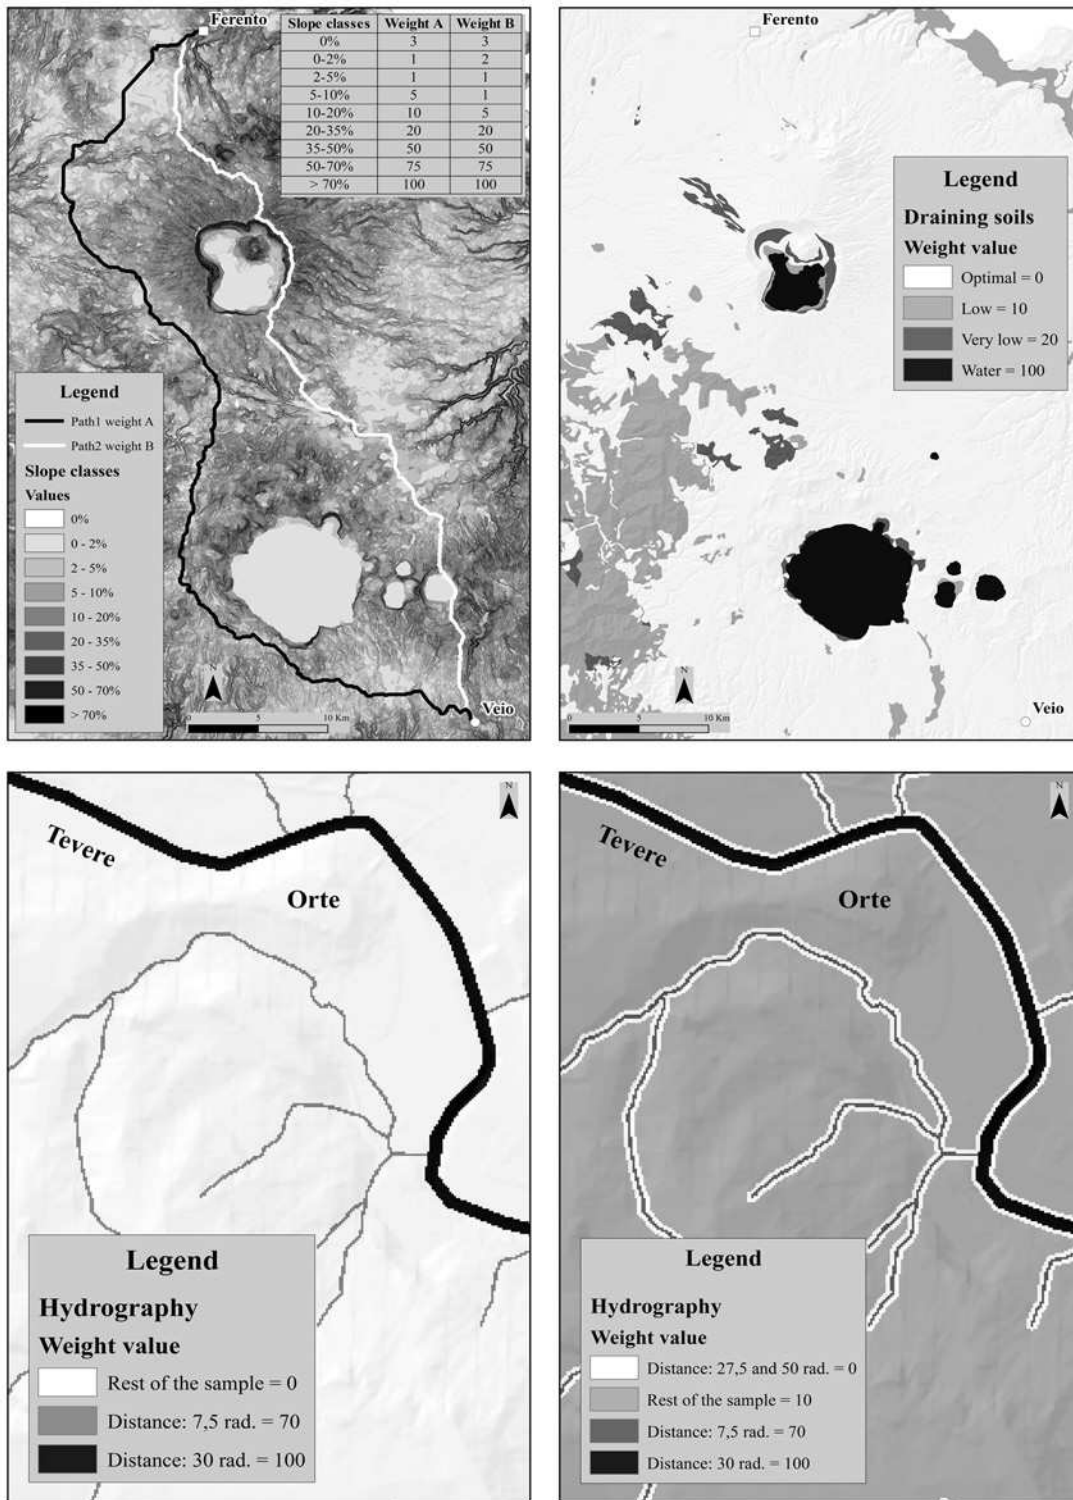 Ferento
Slope classes Weight A Weight B
0% 3 3
0-2% 1 2
2-5% 1 1
5-10% 5 1
10-20% 10 5
20-35% 20 20
35-50% 50 50
50-70% 75 75
> 70% 100 100
Legend
Path1 weight A
Path2 weight B
Slope classes
Values
0%
0 - 2%
2 - 5%
5 - 10%
10 - 20%
20 - 35%
35 - 50%
50 - 70%
> 70%
N
0 5 10 Km
Veio
Ferento
Legend
Draining soils
Weight value
Optimal = 0
Low = 10
Very low = 20
Water = 100
N
0 5 10 Km
Veio
N
Tevere
Orte
Legend
Hydrography
Weight value
Rest of the sample = 0
Distance: 7,5 rad. = 70
Distance: 30 rad. = 100
N
Tevere
Orte
Legend
Hydrography
Weight value
Distance: 27,5 and 50 rad. = 0
Rest of the sample = 10
Distance: 7,5 rad. = 70
Distance: 30 rad. = 100